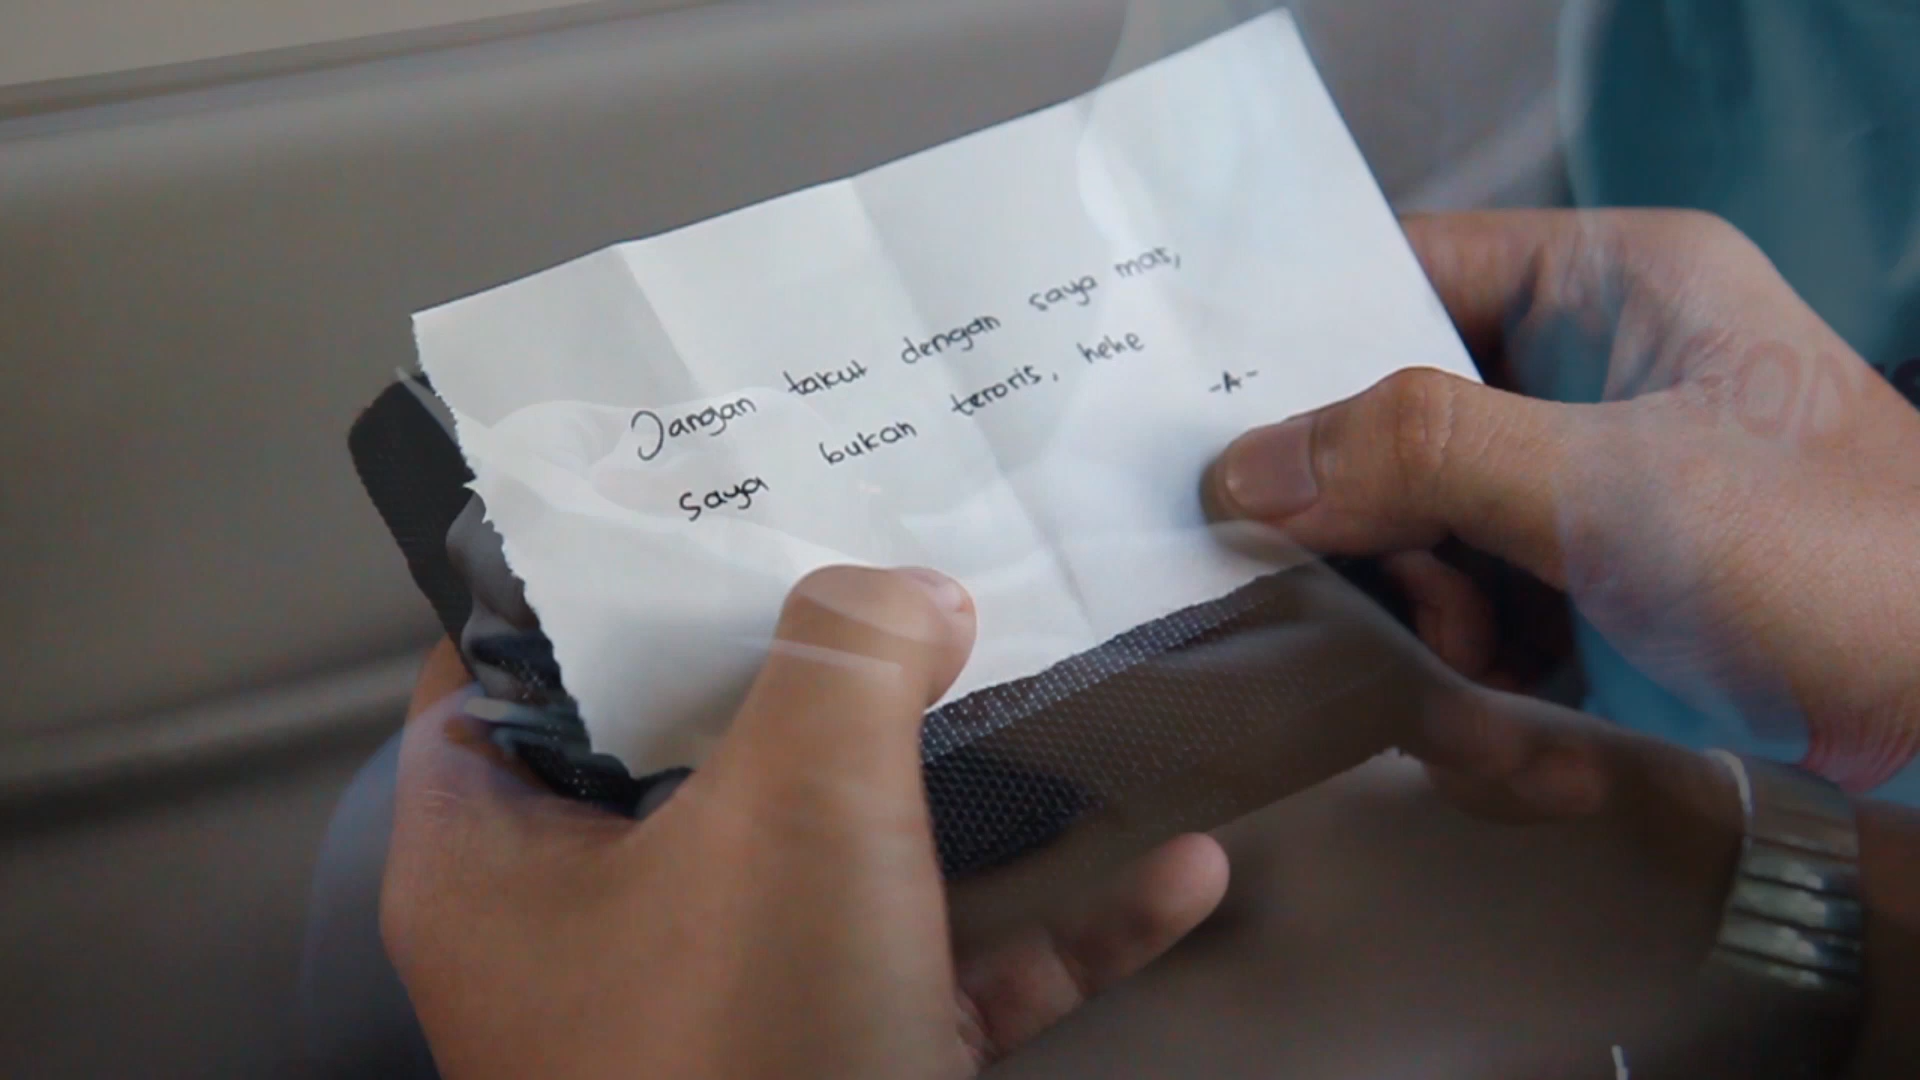 Jangan takut dengan saya mas,
saya bukan teroris, hehe
-A-